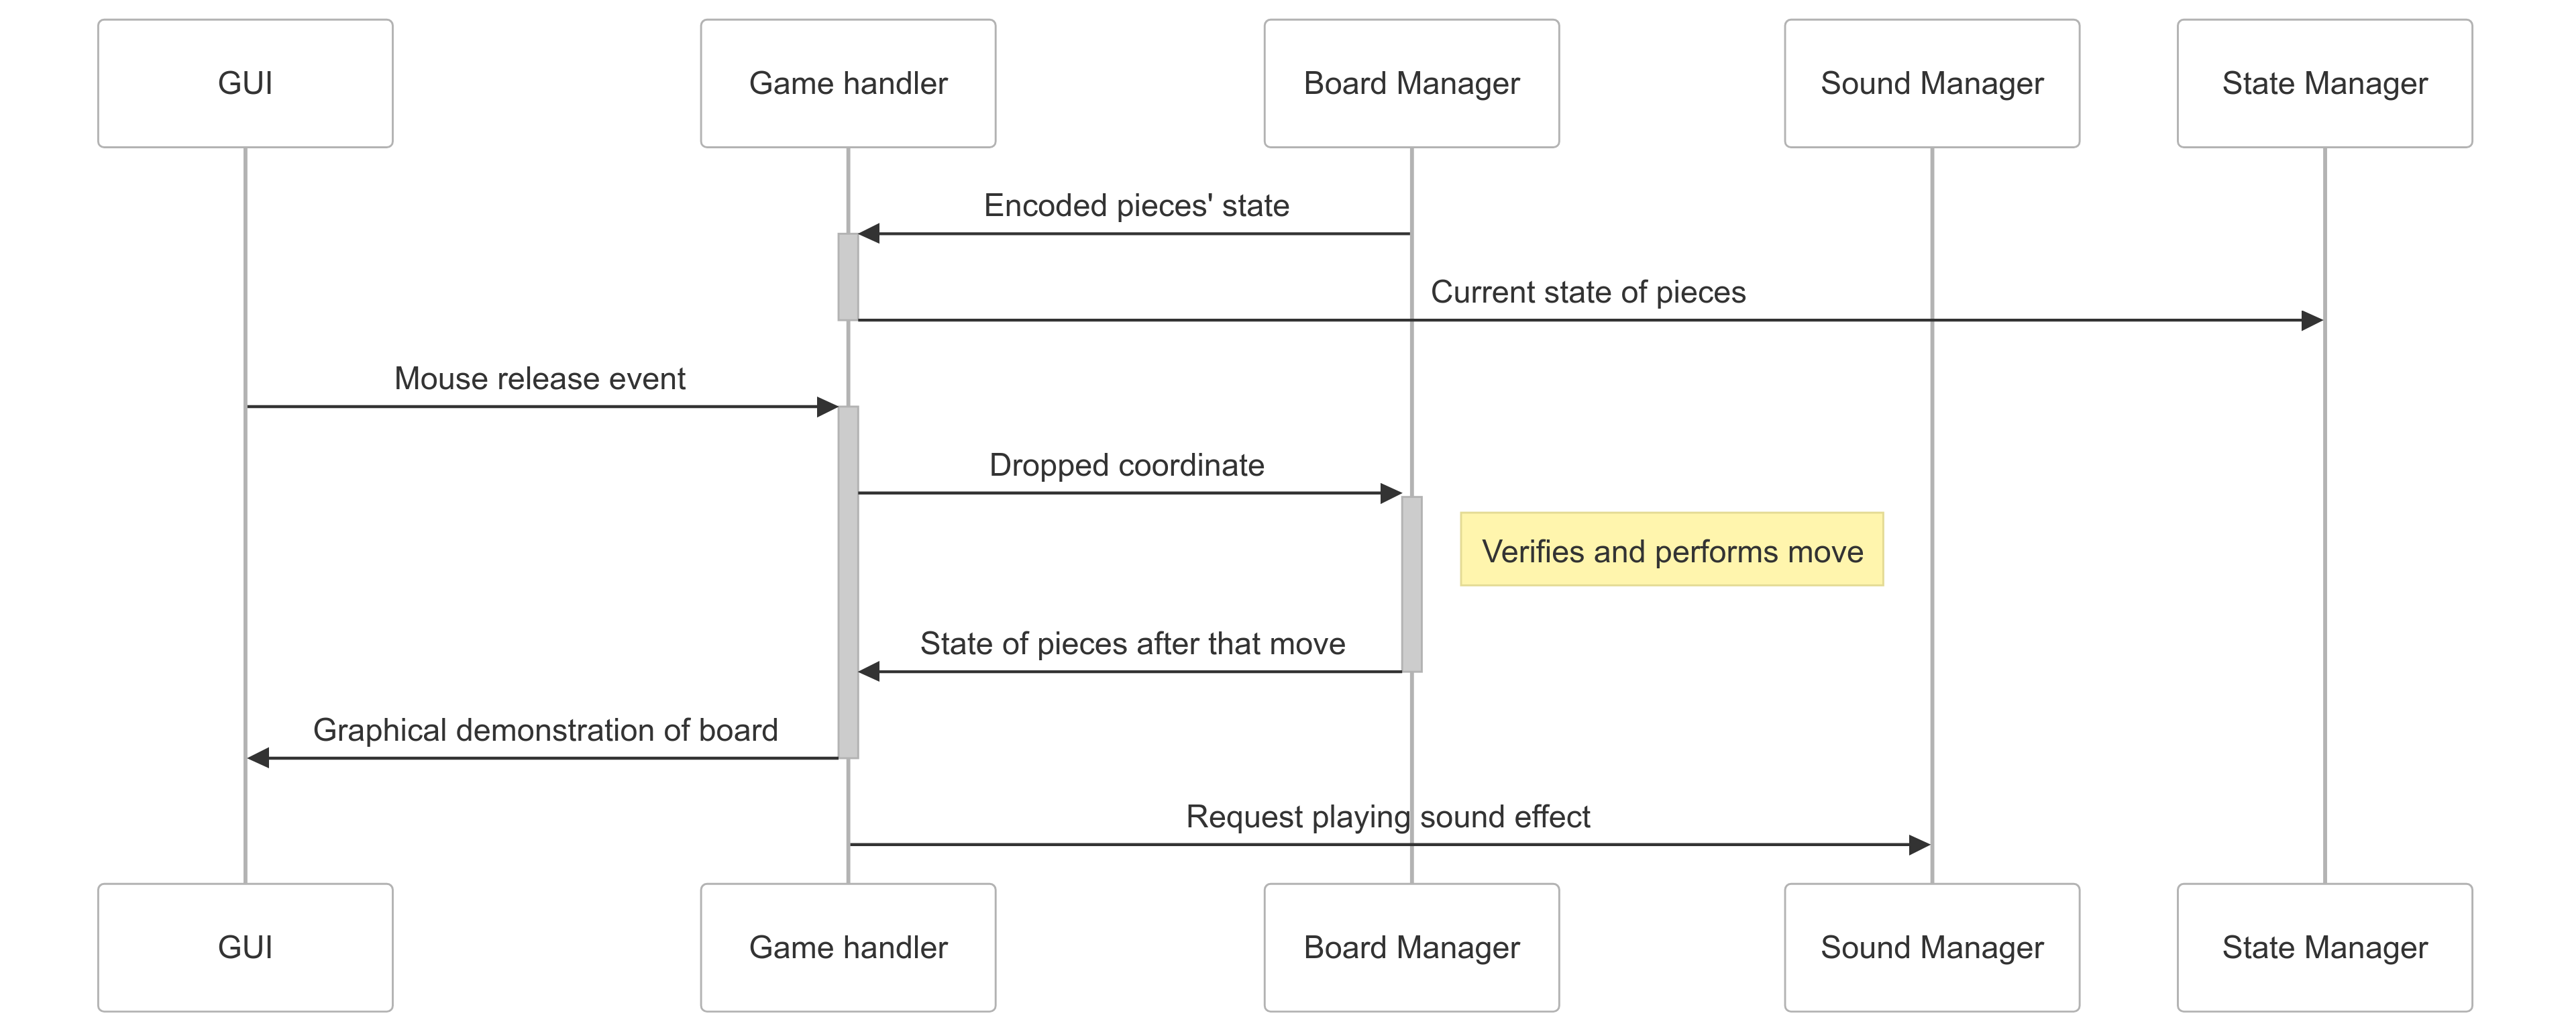 GUI
Game handler
Board Manager
Sound Manager
State Manager
Encoded pieces' state
Current state of pieces
Mouse release event
Dropped coordinate
Verifies and performs move
State of pieces after that move
Graphical demonstration of board
Request playing sound effect
GUI
Game handler
Board Manager
Sound Manager
State Manager